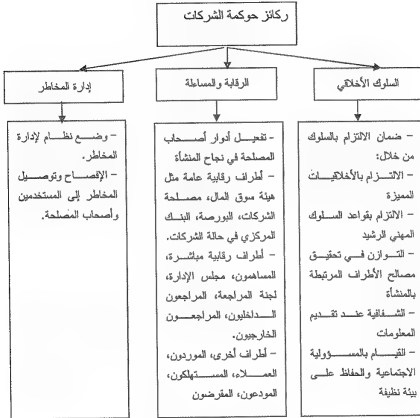 ركائز حوكمة الشركات
السلوك الأخلاقي
الرقابة والمساءلة
إدارة المخاطر
– ضمان الالتزام بالسلوك
من خلال:
– الالتزام بالأخلاقيات
المميزة
– الالتزام بقواعد السلوك
المهني الرشيد
– التوازن في تحقيق
مصالح الأطراف المرتبطة
بالمنشأة
– الشفافية عند تقديم
المعلومات
– القيام بالمسؤولية
الاجتماعية والحفاظ على
بيئة نظيفة
- تفعيل أدوار أصحاب
المصلحة في نجاح المنشأة
– أطراف رقابية عامة مثل
هيئة سوق المال، مصلحة
الشركات، البورصة، البنك
المركزي في حالة الشركات.
– أطراف رقابية مباشرة،
المساهمون، مجلس الإدارة،
لجنة المراجعة، المراجعون
الداخليون، المراجعون
الخارجيون.
– أطراف أخرى، الموردون،
العملاء، المستهلكون،
المودعون، المقرضون
– وضع نظام لإدارة
المخاطر.
– الإفصاح وتوصيل
المخاطر إلى المستخدمين
وأصحاب المصلحة.